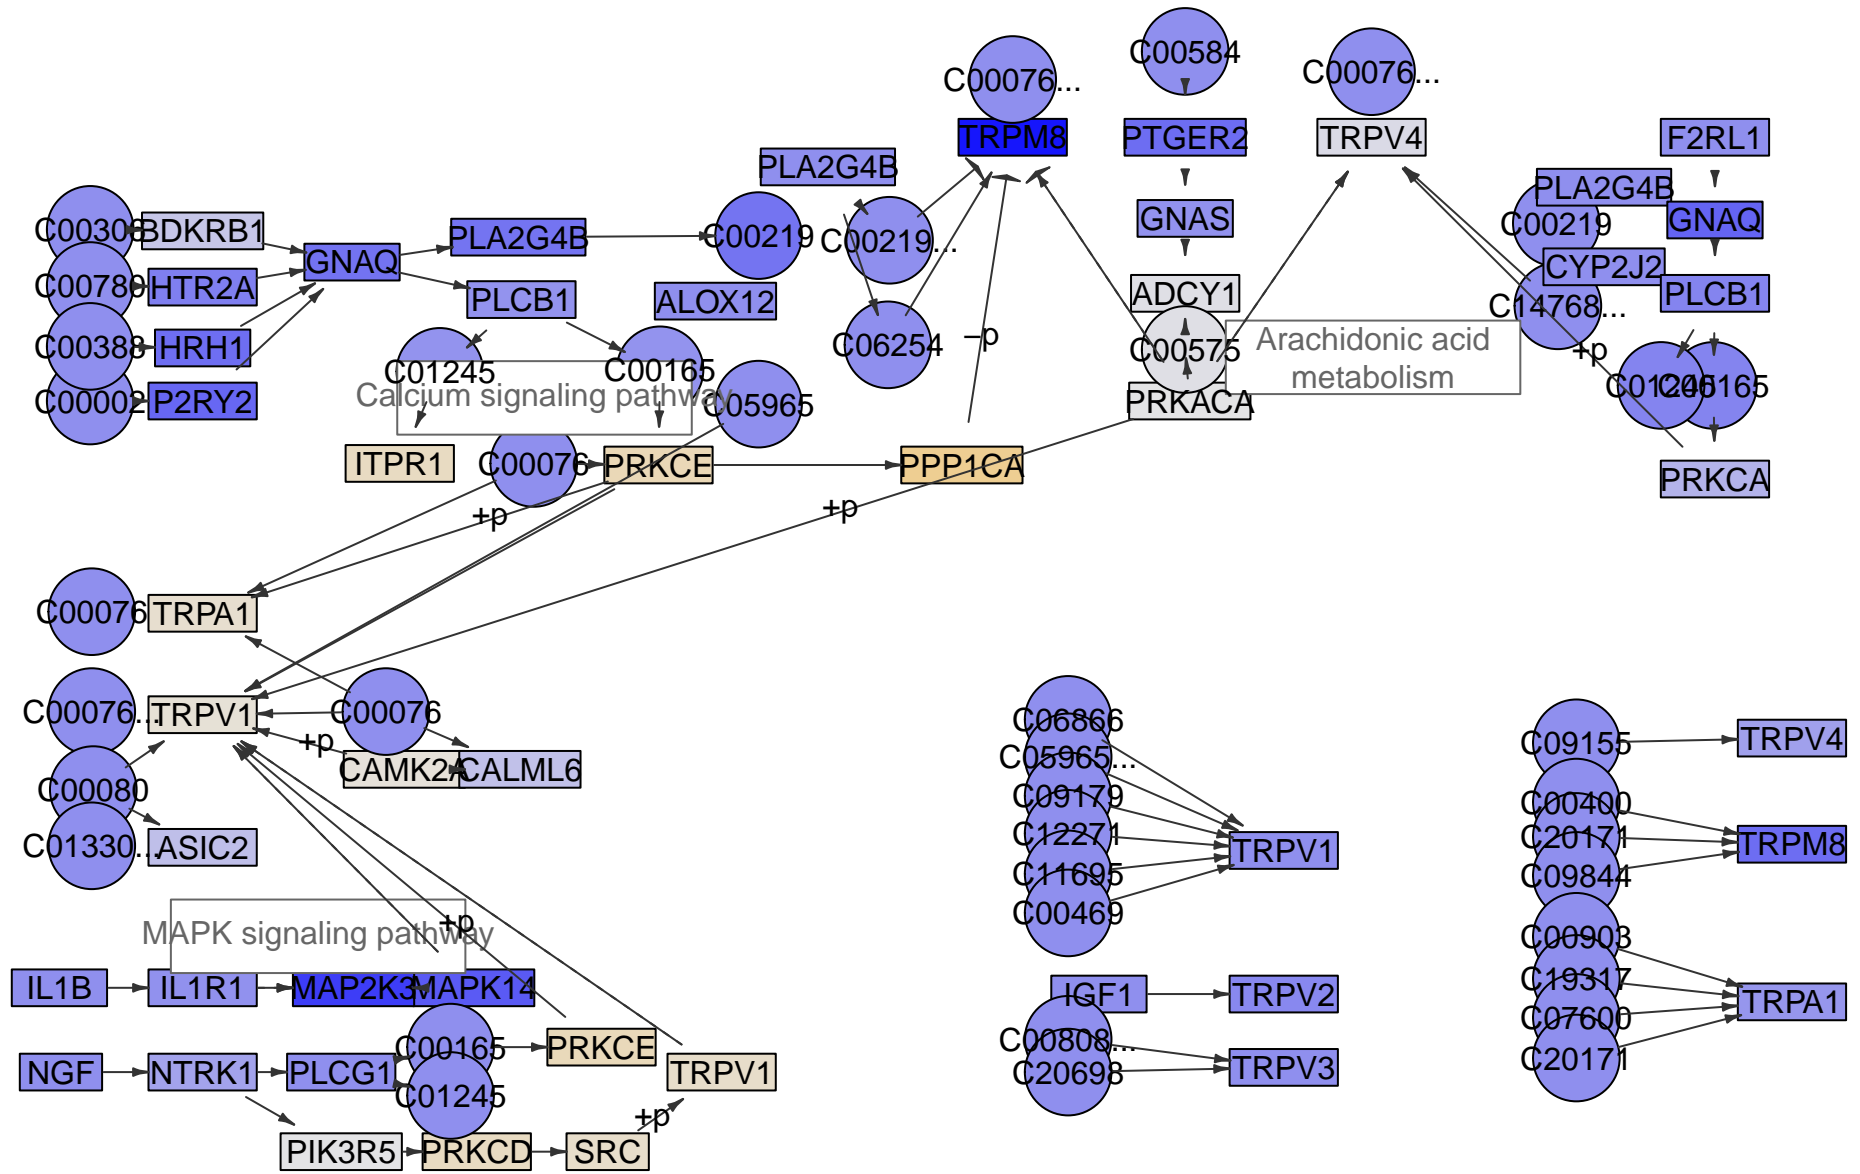 C00584
C00076...
C00076...
TRPM8
PTGER2
TRPV4
F2RL1
PLA2G4B
PLA2G4B
C00219
GNAQ
GNAS
BDKRB1
PLA2G4B
C00219
C00219...
GNAQ
CYP2J2
C00780
HTR2A
PLCB1
ALOX12
ADCY1
PLCB1
C14768...
C00388
HRH1
C06254
–p
C00575
Arachidonic acid
metabolism
+p
C01245
C00165
Calcium signaling pathway
C00002
P2RY2
C05965
PRKACA
C01245
C00165
ITPR1
C00076
PRKCE
PPP1CA
PRKCA
+p
+p
C00076
TRPA1
C00076...
TRPV1
C00076
+p
CAMK2A
CALML6
C00080
C01330...
ASIC2
C06866
C05965...
C09179
C12271
C11695
C00469
TRPV1
C09155
TRPV4
C00400
C20171
C09844
TRPM8
MAPK signaling pathway
+p
C00903
C19317
C07600
C20171
TRPA1
IL1B
IL1R1
MAP2K3
MAPK14
IGF1
TRPV2
C00808...
C20698
TRPV3
NGF
NTRK1
PLCG1
C00165
C01245
PRKCE
TRPV1
+p
PIK3R5
PRKCD
SRC